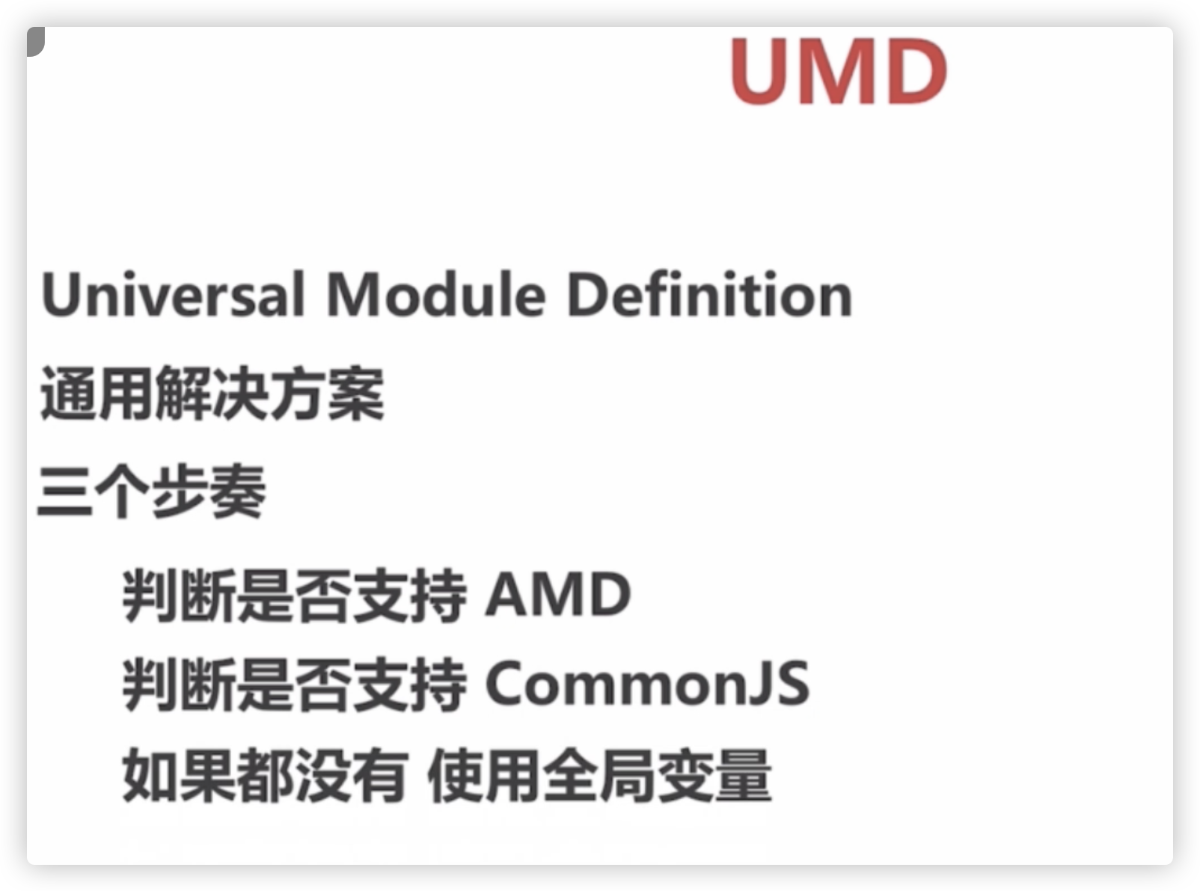 UMD
Universal Module Definition
通用解决方案
三个步奏
判断是否支持 AMD
判断是否支持 CommonJS
如果都没有 使用全局变量